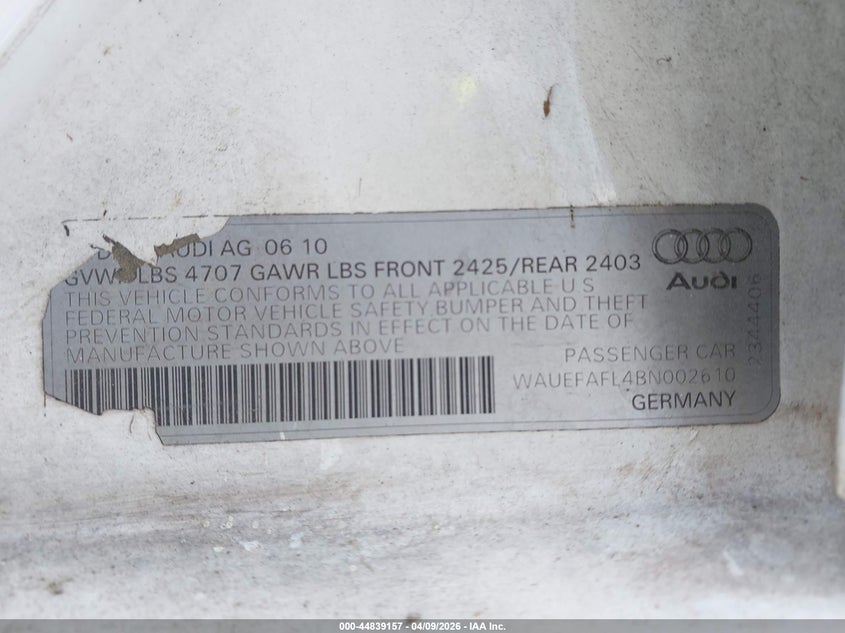 AUDI AG 06 10
LBS 4707 GAWR LBS FRONT 2425/REAR 2403
THIS VEHICLE CONFORMS TO ALL APPLICABLE U S
FEDERAL MOTOR VEHICLE SAFETY, BUMPER AND THEFT
PREVENTION STANDARDS IN EFFECT ON THE DATE OF
MANUFACTURE SHOWN ABOVE
PASSENGER CAR
WAUEFAFL4BN002610
GERMANY
Audi
2344406
000-44839157 - 04/09/2026 - IAA Inc.